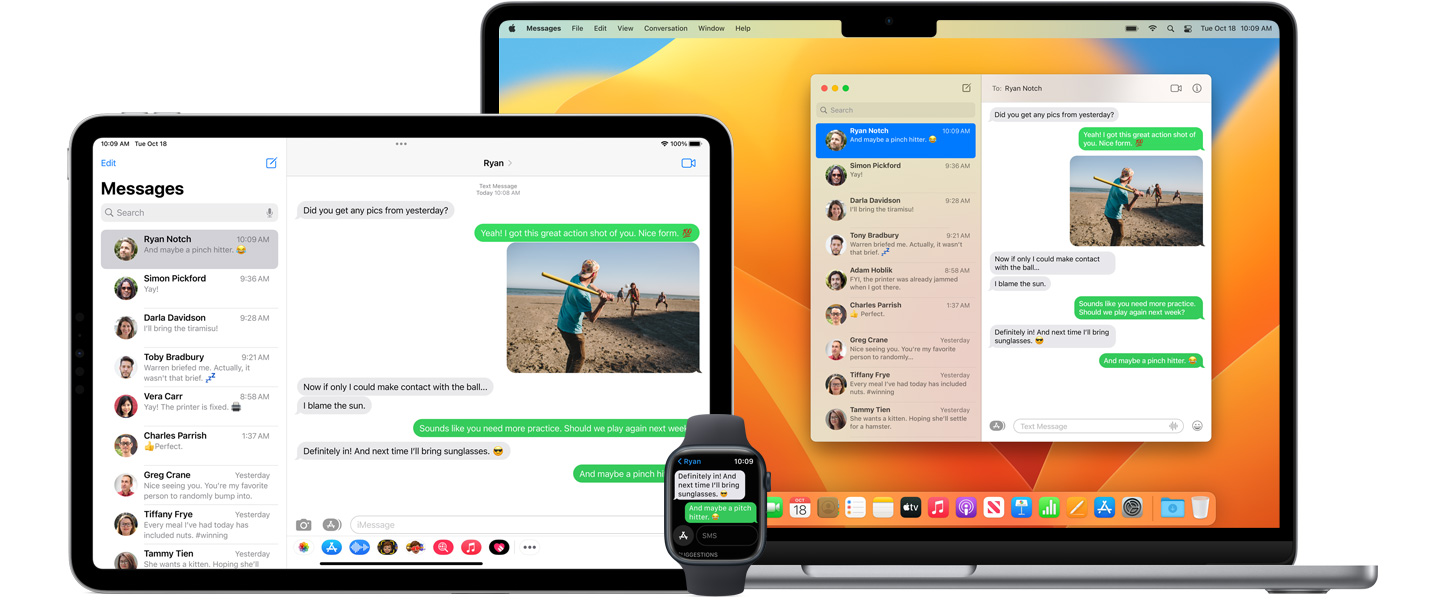 Messages File Edit View Conversation Window Help
Tue Oct 18 10:09 AM
Search
Ryan Notch 10:09 AM
And maybe a pinch hitter. 😂
Simon Pickford 9:36 AM
Yay!
Darla Davidson 9:28 AM
I'll bring the tiramisu!
Tony Bradbury 9:21 AM
Warren briefed me. Actually, it wasn't
that brief. 💤
Adam Hoblik 8:58 AM
FYI, the printer was already jammed
when I got there.
Charles Parrish 1:37 AM
👍 Perfect.
Greg Crane Yesterday
Nice seeing you. You're my favorite
person to randomly...
Tiffany Frye Yesterday
Every meal I've had today has included
nuts. #winning
Tammy Tien Yesterday
She wants a kitten. Hoping she'll settle
for a hamster.
To: Ryan Notch
Did you get any pics from yesterday?
Yeah! I got this great action shot of
you. Nice form. 💯
Now if only I could make contact
with the ball...
I blame the sun.
Sounds like you need more practice.
Should we play again next week?
Definitely in! And next time I'll bring
sunglasses. 😎
And maybe a pinch hitter. 😂
Text Message
OCT
18
tv
10:09 AM Tue Oct 18
100%
Edit
Messages
Search
Ryan Notch 10:09 AM
And maybe a pinch hitter. 😂
Simon Pickford 9:36 AM
Yay!
Darla Davidson 9:28 AM
I'll bring the tiramisu!
Toby Bradbury 9:21 AM
Warren briefed me. Actually, it
wasn't that brief. 💤
Vera Carr 8:58 AM
Yay! The printer is fixed. 🖨️
Charles Parrish 1:37 AM
👍Perfect.
Greg Crane Yesterday
Nice seeing you. You're my favorite
person to randomly bump into.
Tiffany Frye Yesterday
Every meal I've had today has
included nuts. #winning
Tammy Tien Yesterday
She wants a kitten. Hoping she'll
Ryan
Text Message
Today 10:08 AM
Did you get any pics from yesterday?
Yeah! I got this great action shot of you. Nice form. 💯
Now if only I could make contact with the ball...
I blame the sun.
Sounds like you need more practice. Should we play again next
Definitely in! And next time I'll bring sunglasses. 😎
And maybe a pinch
iMessage
Ryan 10:09
Definitely in! And
next time I'll bring
sunglasses. 😎
And maybe a pitch
hitter. 😂
SMS
SUGGESTIONS